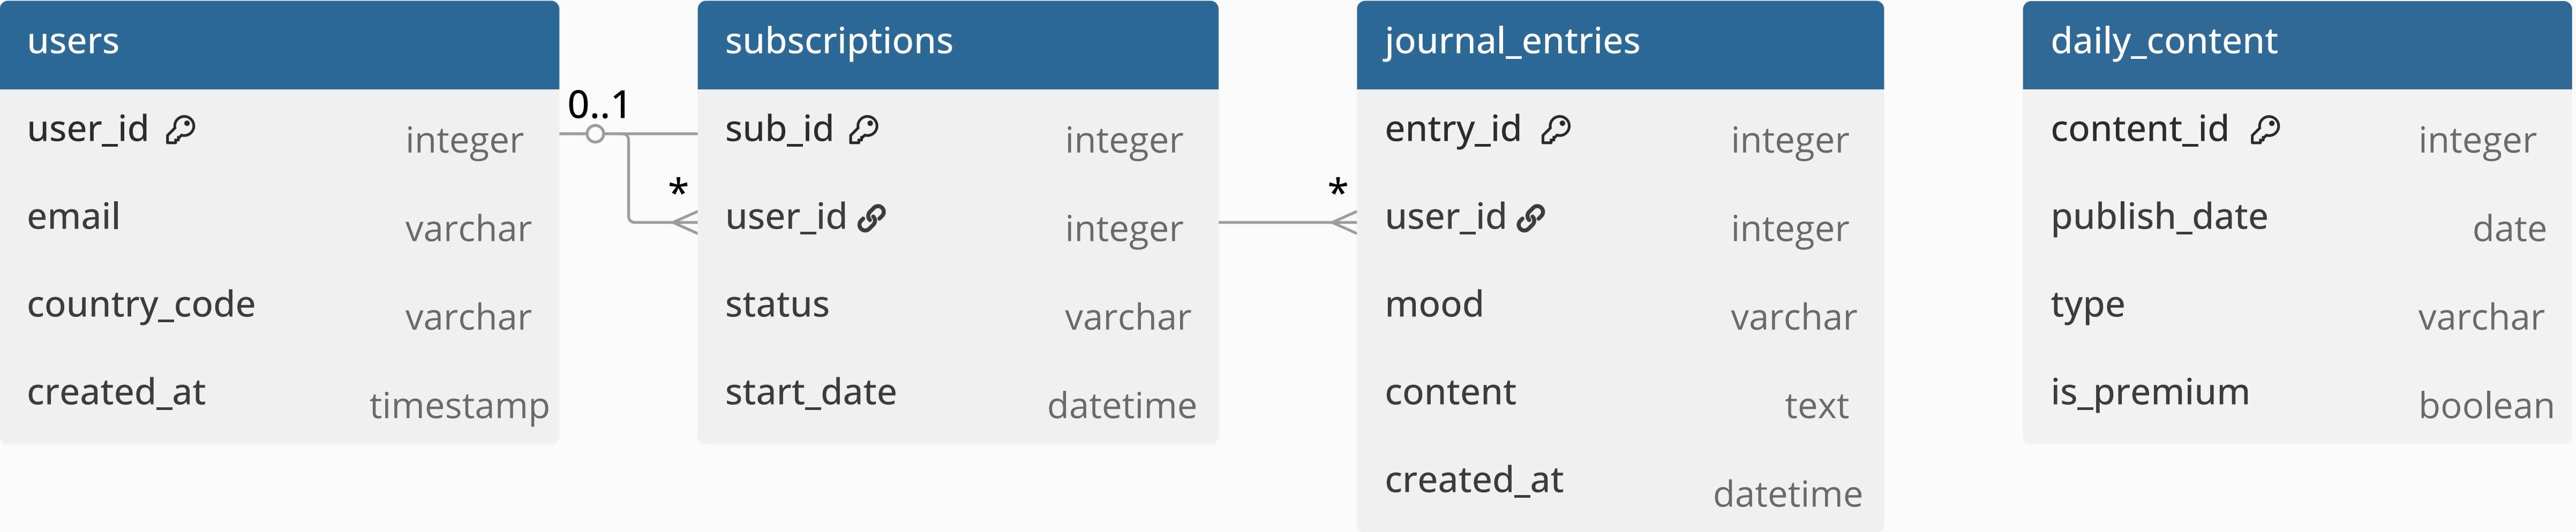 users
user_id integer
email varchar
country_code varchar
created_at timestamp
0..1
*
subscriptions
sub_id integer
user_id integer
status varchar
start_date datetime
*
journal_entries
entry_id integer
user_id integer
mood varchar
content text
created_at datetime
daily_content
content_id integer
publish_date date
type varchar
is_premium boolean